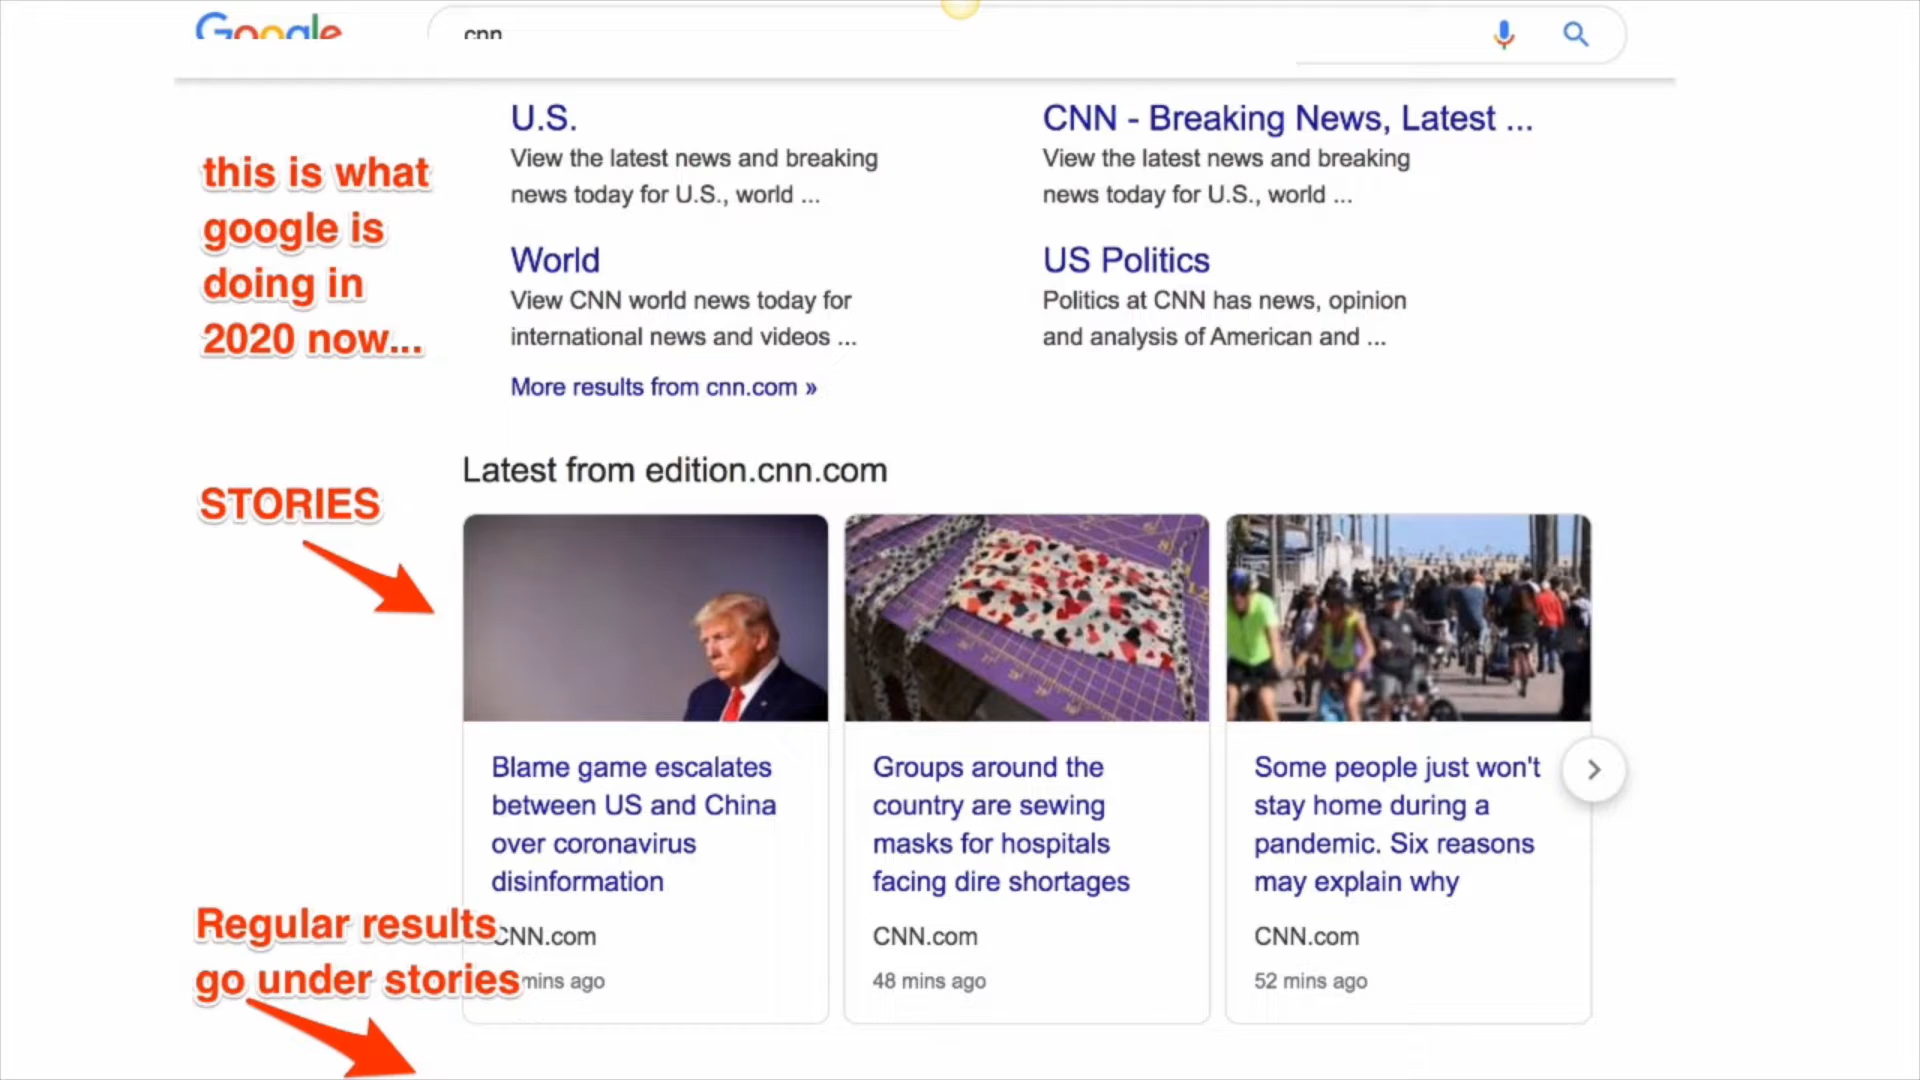 Google
cnn
this is what
google is
doing in
2020 now...
U.S.
View the latest news and breaking
news today for U.S., world ...
CNN - Breaking News, Latest ...
View the latest news and breaking
news today for U.S., world ...
World
View CNN world news today for
international news and videos ...
US Politics
Politics at CNN has news, opinion
and analysis of American and ...
More results from cnn.com »
Latest from edition.cnn.com
STORIES
Blame game escalates
between US and China
over coronavirus
disinformation
CNN.com
mins ago
Groups around the
country are sewing
masks for hospitals
facing dire shortages
CNN.com
48 mins ago
Some people just won't
stay home during a
pandemic. Six reasons
may explain why
CNN.com
52 mins ago
Regular results
go under stories